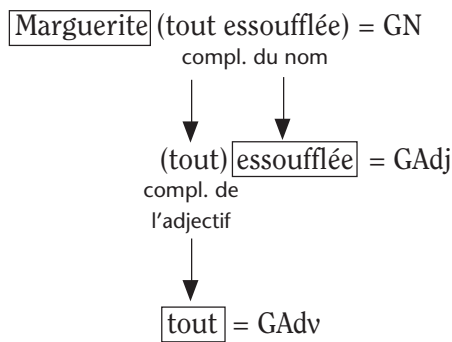 Marguerite (tout essoufflée) = GN
compl. du nom
(tout) essoufflée = GAdj
compl. de
l'adjectif
tout = GAdv